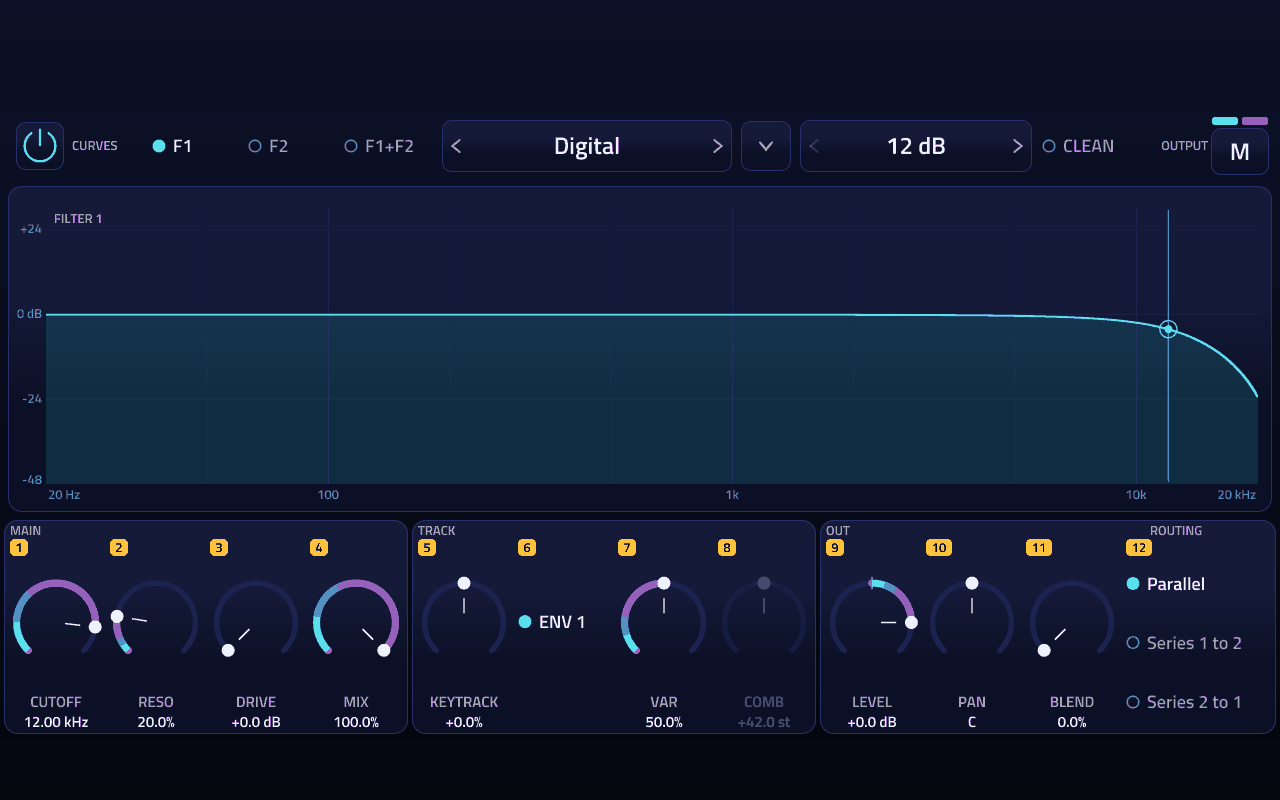 CURVES F1 F2 F1+F2 < Digital > 12 dB CLEAN OUTPUT M
FILTER 1
+24
0 dB
-24
-48
20 Hz 100 1k 10k 20 kHz
MAIN
1 2 3 4
CUTOFF RESO DRIVE MIX
12.00 kHz 20.0% +0.0 dB 100.0%
TRACK
5 6 7 8
ENV 1
KEYTRACK VAR COMB
+0.0% 50.0% +42.0 st
OUT ROUTING
9 10 11 12
Parallel
Series 1 to 2
Series 2 to 1
LEVEL PAN BLEND
+0.0 dB C 0.0%